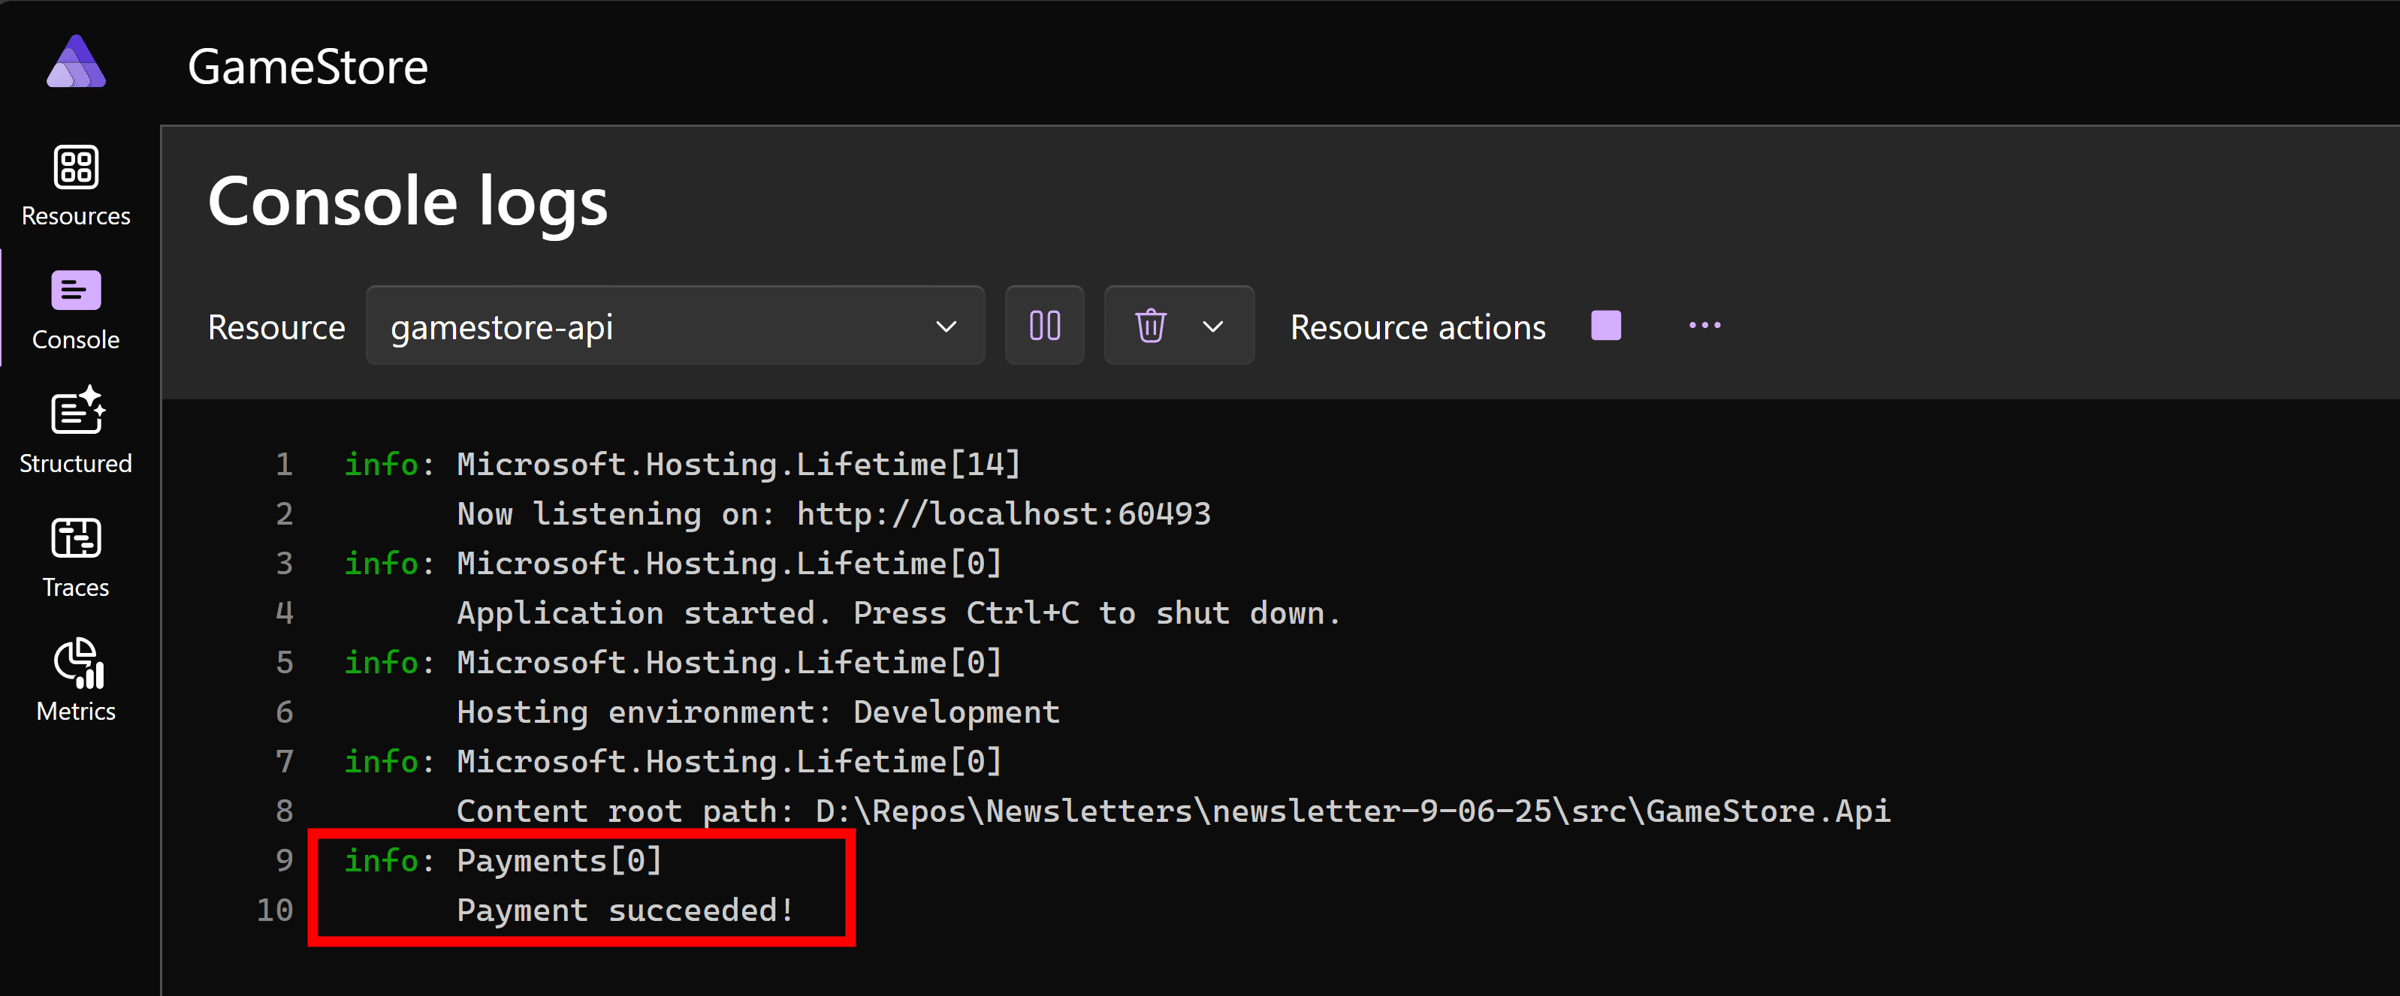 GameStore
Resources
Console
Structured
Traces
Metrics
Console logs
Resource gamestore-api Resource actions
1 info: Microsoft.Hosting.Lifetime[14]
2 Now listening on: http://localhost:60493
3 info: Microsoft.Hosting.Lifetime[0]
4 Application started. Press Ctrl+C to shut down.
5 info: Microsoft.Hosting.Lifetime[0]
6 Hosting environment: Development
7 info: Microsoft.Hosting.Lifetime[0]
8 Content root path: D:\Repos\Newsletters\newsletter-9-06-25\src\GameStore.Api
9 info: Payments[0]
10 Payment succeeded!